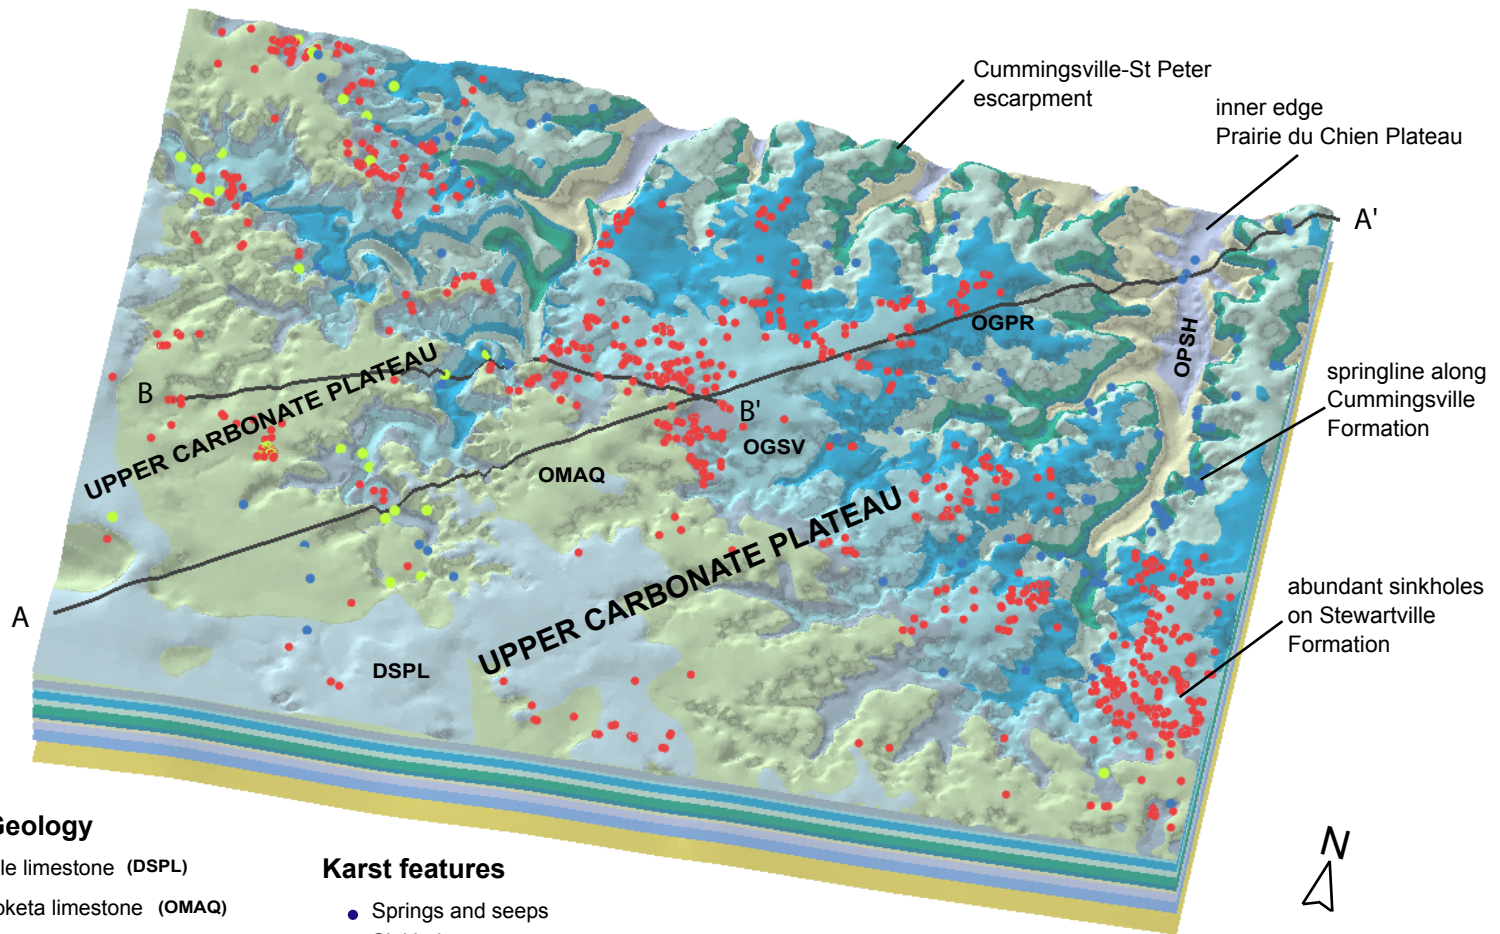 Cummingsville-St Peter
escarpment
inner edge
Prairie du Chien Plateau
A'
OGPR
OPSH
springline along
Cummingsville
Formation
B
UPPER CARBONATE PLATEAU
B'
OGSV
OMAQ
UPPER CARBONATE PLATEAU
abundant sinkholes
on Stewartville
Formation
A
DSPL
Geology
le limestone (DSPL)
oketa limestone (OMAQ)
Karst features
Springs and seeps
N